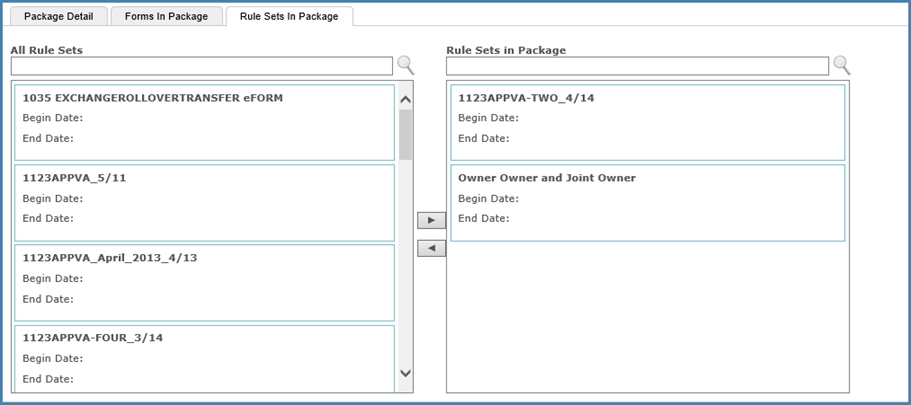 Package Detail
Forms In Package
Rule Sets In Package
All Rule Sets
1035 EXCHANGEROLLOVERTRANSFER eFORM
Begin Date:
End Date:
1123APPVA_5/11
Begin Date:
End Date:
1123APPVA_April_2013_4/13
Begin Date:
End Date:
1123APPVA-FOUR_3/14
Begin Date:
End Date:
Rule Sets in Package
1123APPVA-TWO_4/14
Begin Date:
End Date:
Owner Owner and Joint Owner
Begin Date:
End Date: